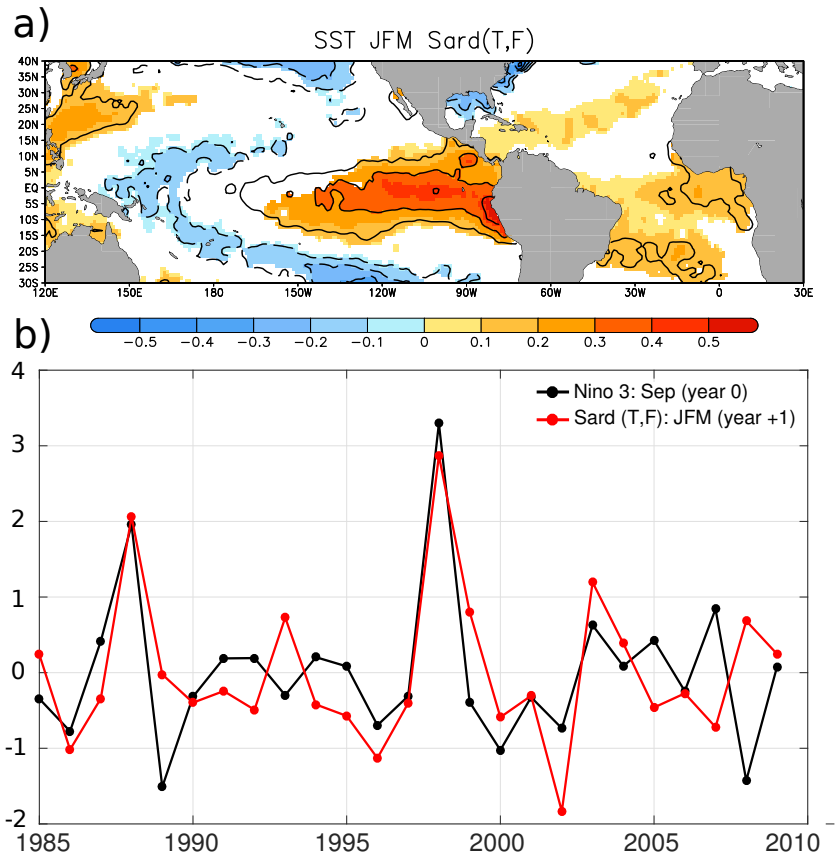 a)
SST JFM Sard(T,F)
40N
35N
30N
25N
20N
15N
10N
5N
EQ
5S
10S
15S
20S
25S
30S
120E 150E 180 150W 120W 90W 60W 30W 0 30E
b)
−0.5 −0.4 −0.3 −0.2 −0.1 0 0.1 0.2 0.3 0.4 0.5
4
Nino 3: Sep (year 0)
Sard (T,F): JFM (year +1)
3
2
1
0
-1
-2
1985 1990 1995 2000 2005 2010